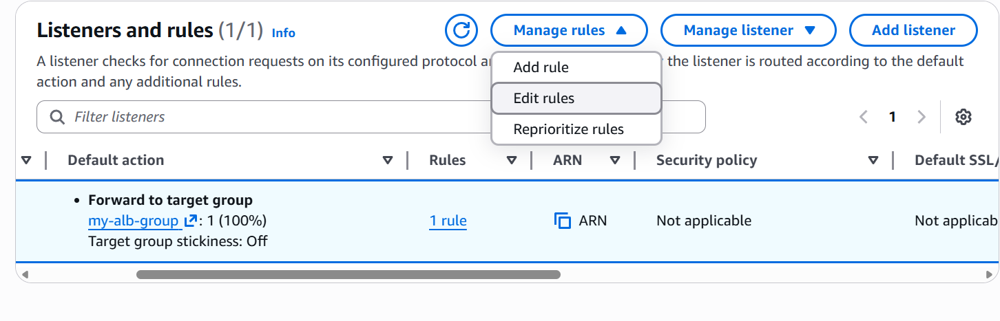 Listeners and rules (1/1) Info
Manage rules
Manage listener
Add listener
A listener checks for connection requests on its configured protocol the listener is routed according to the default
action and any additional rules.
Add rule
Edit rules
Reprioritize rules
Filter listeners
1
Default action
Rules
ARN
Security policy
Default SSL/
Forward to target group
my-alb-group : 1 (100%)
Target group stickiness: Off
1 rule
ARN
Not applicable
Not applicab